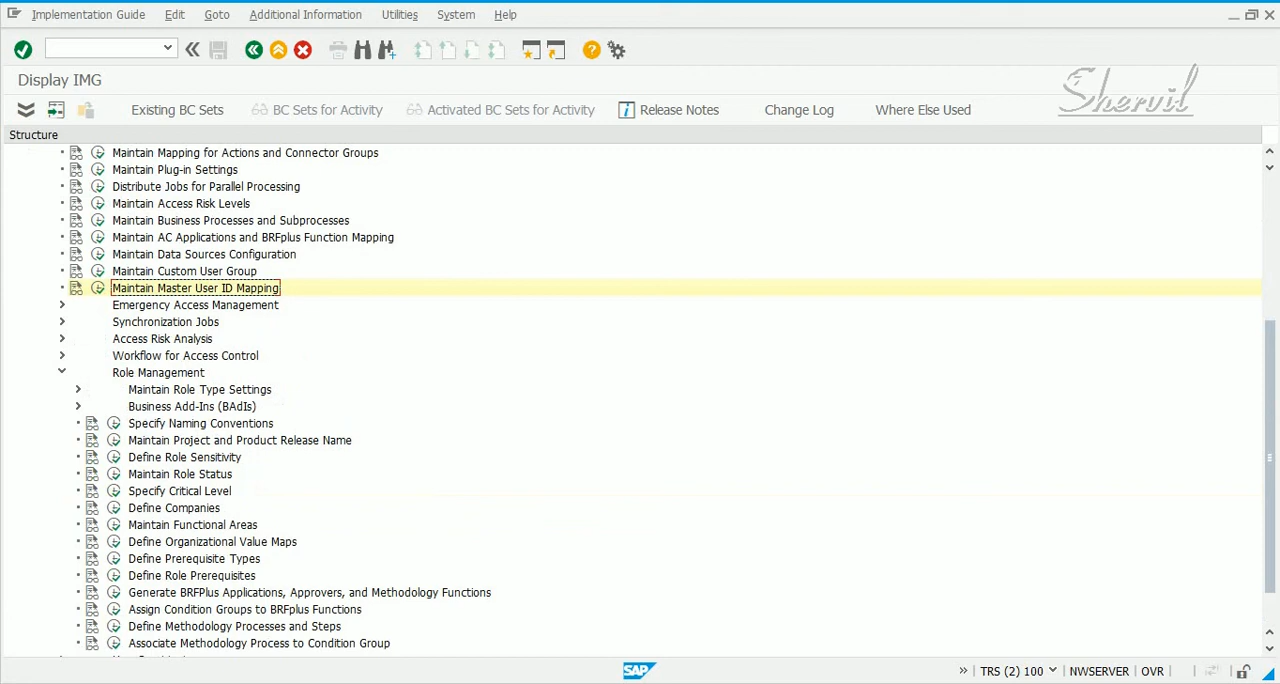 Implementation Guide Edit Goto Additional Information Utilities System Help
Display IMG
Existing BC Sets BC Sets for Activity Activated BC Sets for Activity Release Notes Change Log Where Else Used
Shervil
Structure
Maintain Mapping for Actions and Connector Groups
Maintain Plug-in Settings
Distribute Jobs for Parallel Processing
Maintain Access Risk Levels
Maintain Business Processes and Subprocesses
Maintain AC Applications and BRFplus Function Mapping
Maintain Data Sources Configuration
Maintain Custom User Group
Maintain Master User ID Mapping
Emergency Access Management
Synchronization Jobs
Access Risk Analysis
Workflow for Access Control
Role Management
Maintain Role Type Settings
Business Add-Ins (BAdIs)
Specify Naming Conventions
Maintain Project and Product Release Name
Define Role Sensitivity
Maintain Role Status
Specify Critical Level
Define Companies
Maintain Functional Areas
Define Organizational Value Maps
Define Prerequisite Types
Define Role Prerequisites
Generate BRFPlus Applications, Approvers, and Methodology Functions
Assign Condition Groups to BRFplus Functions
Define Methodology Processes and Steps
Associate Methodology Process to Condition Group
SAP TRS (2) 100 NWSERVER OVR